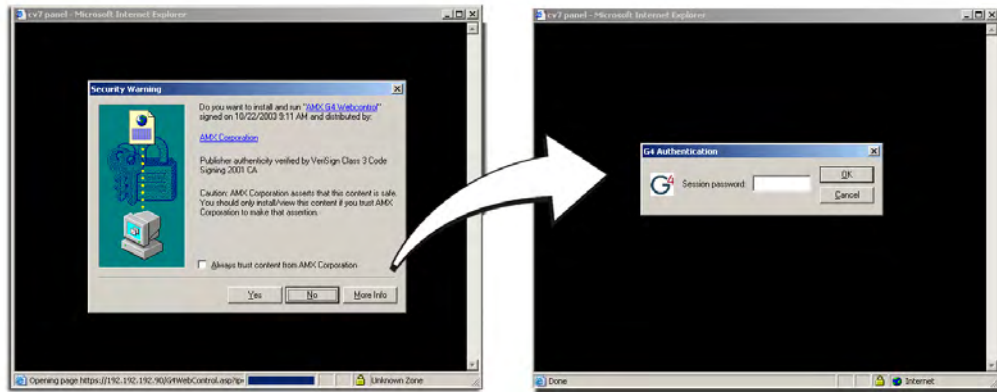 cv7 panel - Microsoft Internet Explorer
Security Warning
Do you want to install and run "AMX G4 Webcontrol"
signed on 10/22/2003 9:11 AM and distributed by:
AMX Corporation
Publisher authenticity verified by VeriSign Class 3 Code
Signing 2001 CA
Caution: AMX Corporation asserts that this content is safe.
You should only install/view this content if you trust AMX
Corporation to make that assertion.
Always trust content from AMX Corporation
Yes
No
More Info
Opening page https://192.192.192.90/G4WebControl.asp?ip=
Unknown Zone
cv7 panel - Microsoft Internet Explorer
G4 Authentication
G4
Session password:
OK
Cancel
Done
Internet